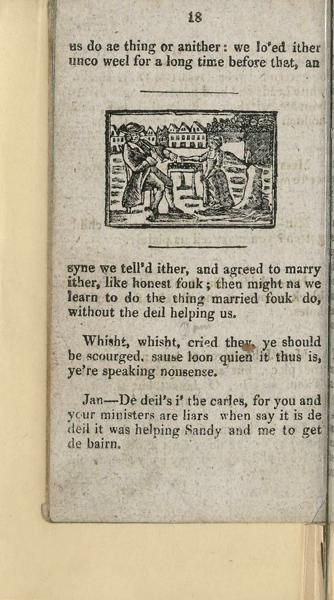 18
us do ae thing or anither: we lo'ed ither
unco weel for a long time before that, an
syne we tell'd ither, and agreed to marry
ither, like honest fouk; then might na we
learn to do the thing married fouk do,
without the deil helping us.
Whisht, whisht, cried they, ye should
be scourged. sause loon quien it thus is,
ye're speaking nonsense.
Jan—De deil's i' the carles, for you and
your ministers are liars when say it is de
deil it was helping Sandy and me to get
de bairn.